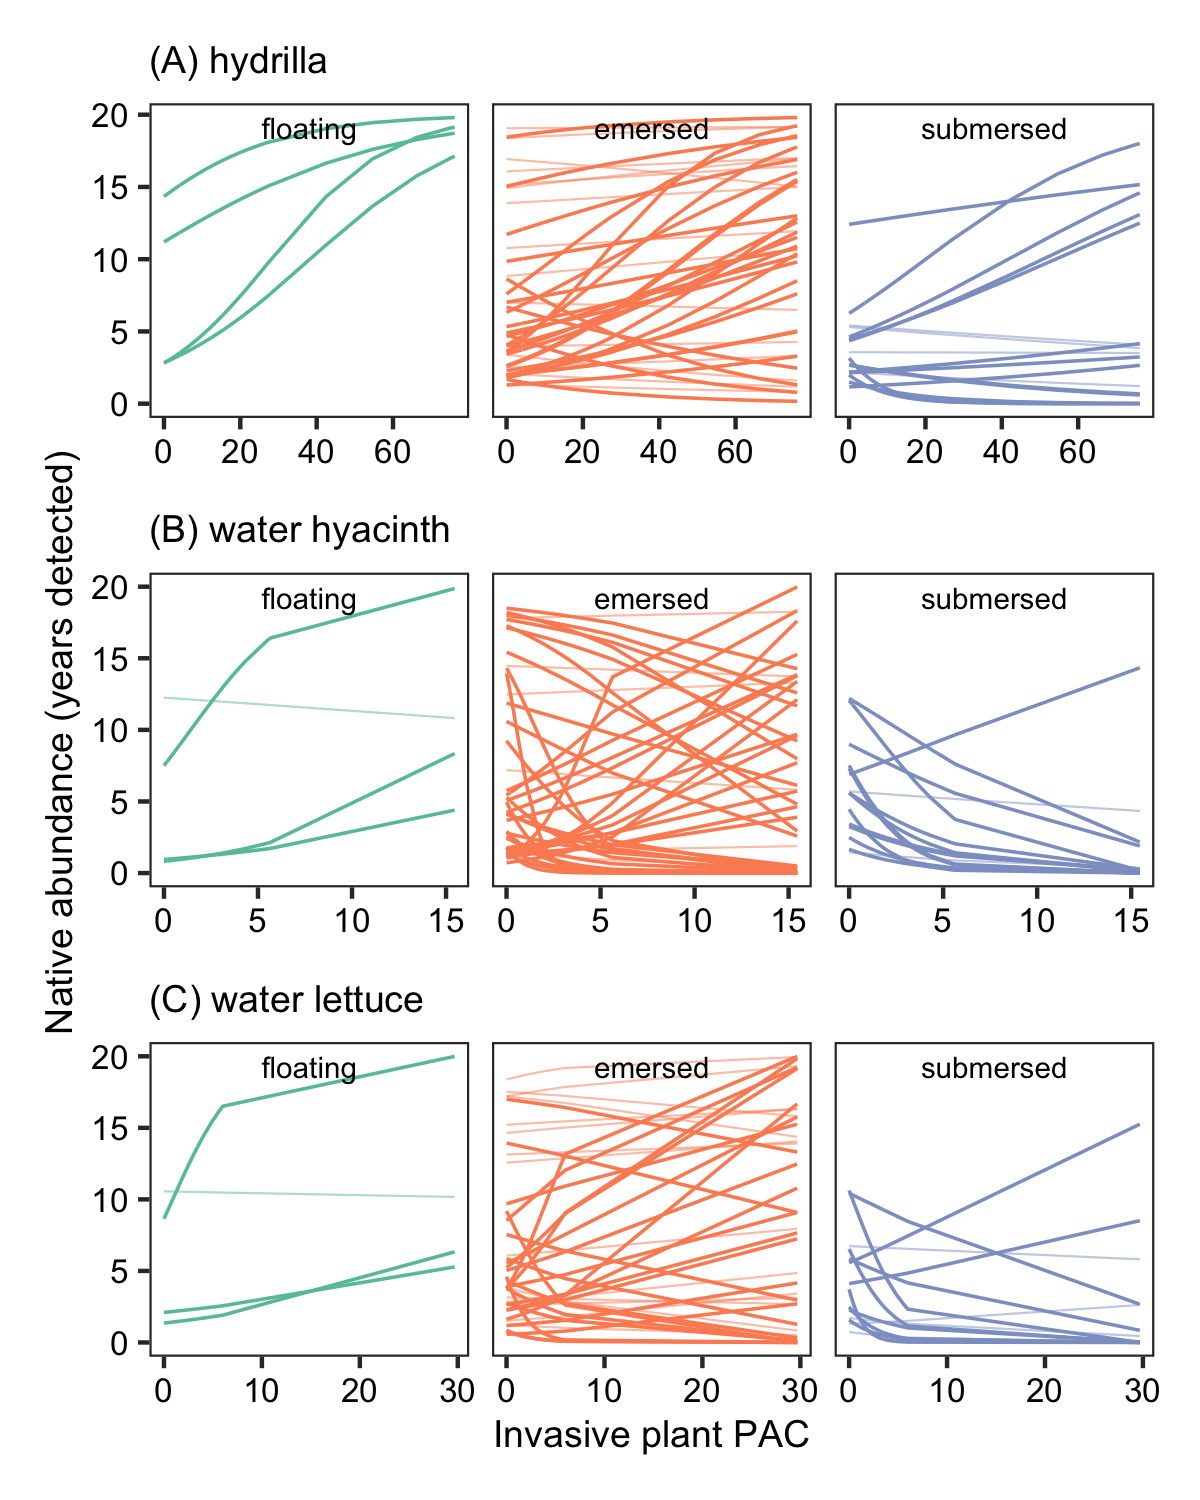 (A) hydrilla
floating emersed submersed
20
15
10
5
0
0 20 40 60 0 20 40 60 0 20 40 60
Native abundance (years detected)
(B) water hyacinth
floating emersed submersed
20
15
10
5
0
0 5 10 15 0 5 10 15 0 5 10 15
(C) water lettuce
floating emersed submersed
20
15
10
5
0
0 10 20 30 0 10 20 30 0 10 20 30
Invasive plant PAC